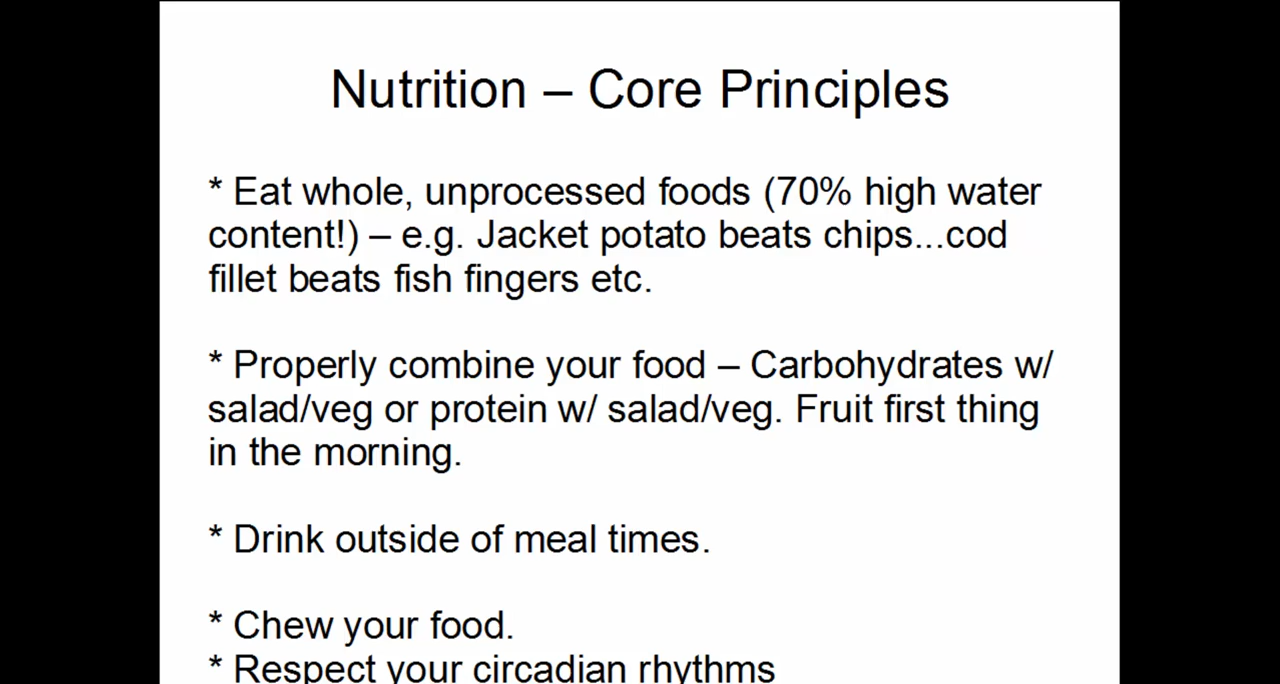 Nutrition – Core Principles
* Eat whole, unprocessed foods (70% high water
content!) – e.g. Jacket potato beats chips...cod
fillet beats fish fingers etc.
* Properly combine your food – Carbohydrates w/
salad/veg or protein w/ salad/veg. Fruit first thing
in the morning.
* Drink outside of meal times.
* Chew your food.
* Respect your circadian rhythms